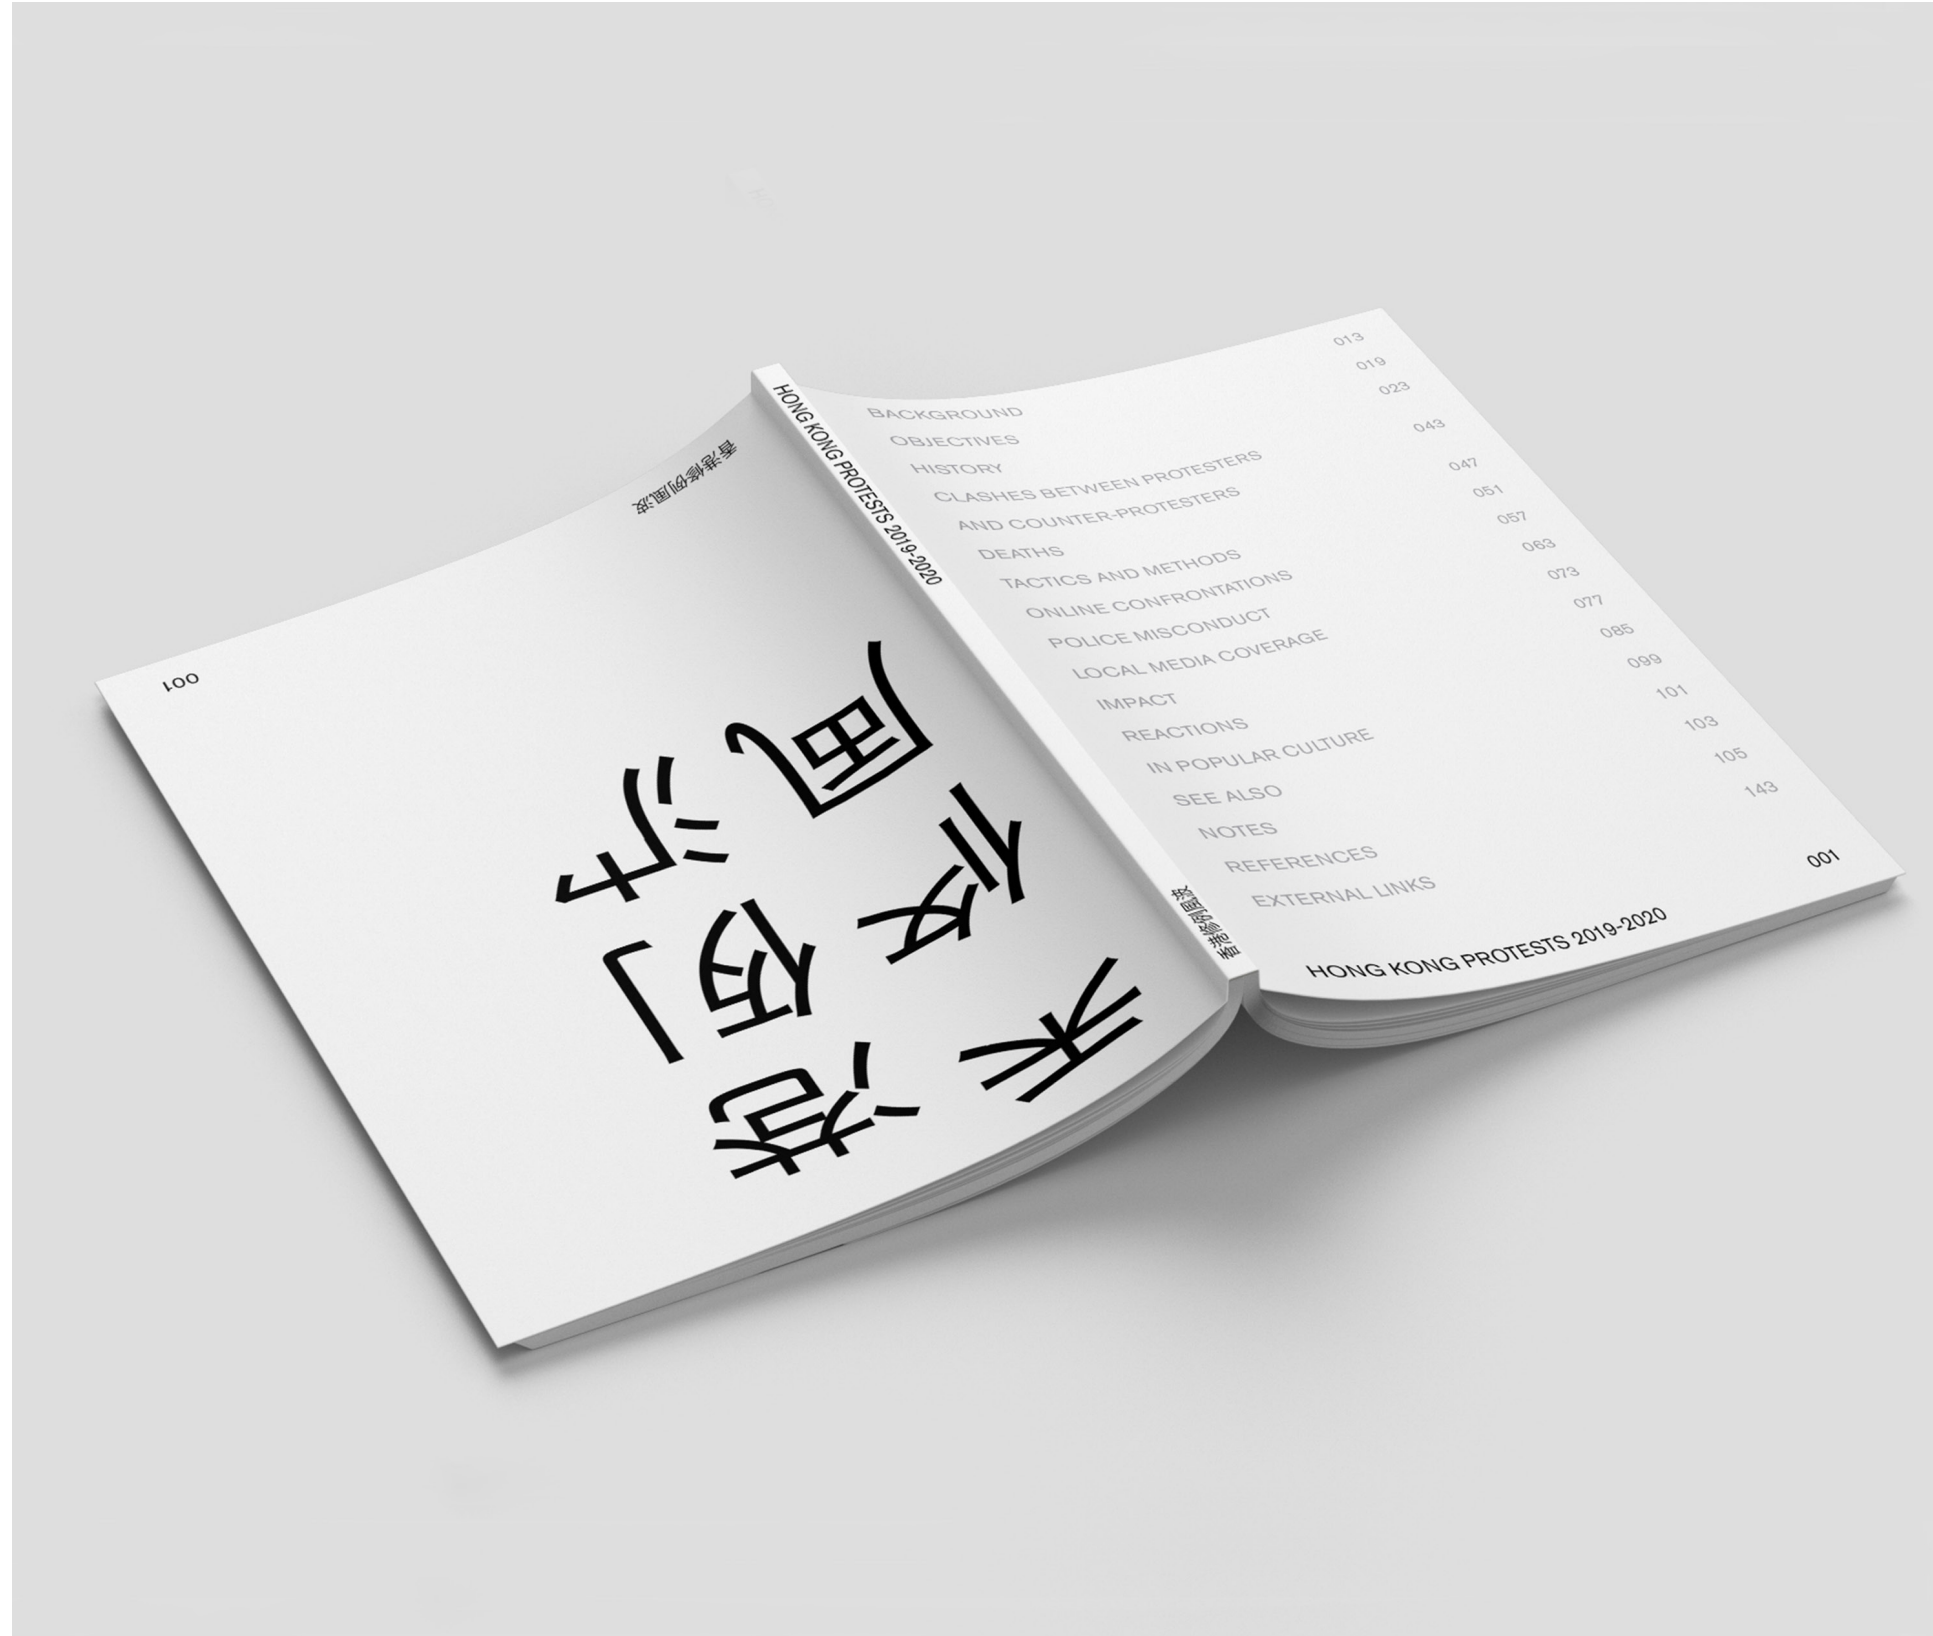 香港修例風波
001
HONG KONG PROTESTS 2019-2020
香港修例風波
BACKGROUND 013
OBJECTIVES 019
HISTORY 023
CLASHES BETWEEN PROTESTERS 043
AND COUNTER-PROTESTERS
DEATHS 047
TACTICS AND METHODS 051
ONLINE CONFRONTATIONS 057
POLICE MISCONDUCT 063
LOCAL MEDIA COVERAGE 073
IMPACT 077
REACTIONS 085
IN POPULAR CULTURE 099
SEE ALSO 101
NOTES 103
REFERENCES 105
EXTERNAL LINKS 143
HONG KONG PROTESTS 2019-2020
001